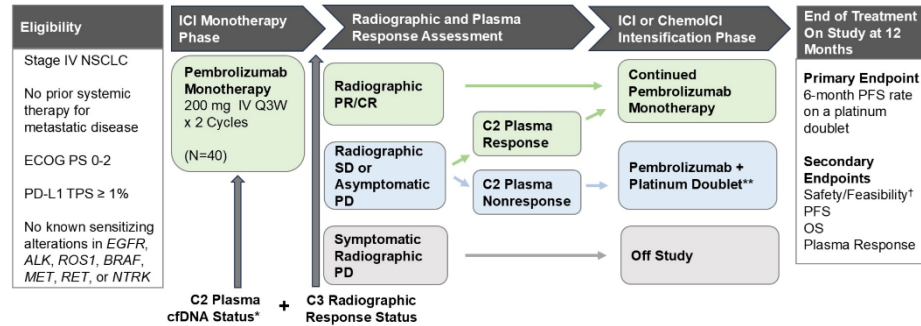 Eligibility
Stage IV NSCLC
No prior systemic
therapy for
metastatic disease
ECOG PS 0-2
PD-L1 TPS ≥ 1%
No known sensitizing
alterations in EGFR,
ALK, ROS1, BRAF,
MET, RET, or NTRK
ICI Monotherapy
Phase
Pembrolizumab
Monotherapy
200 mg IV Q3W
x 2 Cycles
(N=40)
C2 Plasma
cfDNA Status*
+
C3 Radiographic
Response Status
Radiographic and Plasma
Response Assessment
Radiographic
PR/CR
Radiographic
SD or
Asymptomatic
PD
Symptomatic
Radiographic
PD
C2 Plasma
Response
C2 Plasma
Nonresponse
ICI or ChemoICI
Intensification Phase
Continued
Pembrolizumab
Monotherapy
Pembrolizumab +
Platinum Doublet**
Off Study
End of Treatment
On Study at 12
Months
Primary Endpoint
6-month PFS rate
on a platinum
doublet
Secondary
Endpoints
Safety/Feasibility†
PFS
OS
Plasma Response